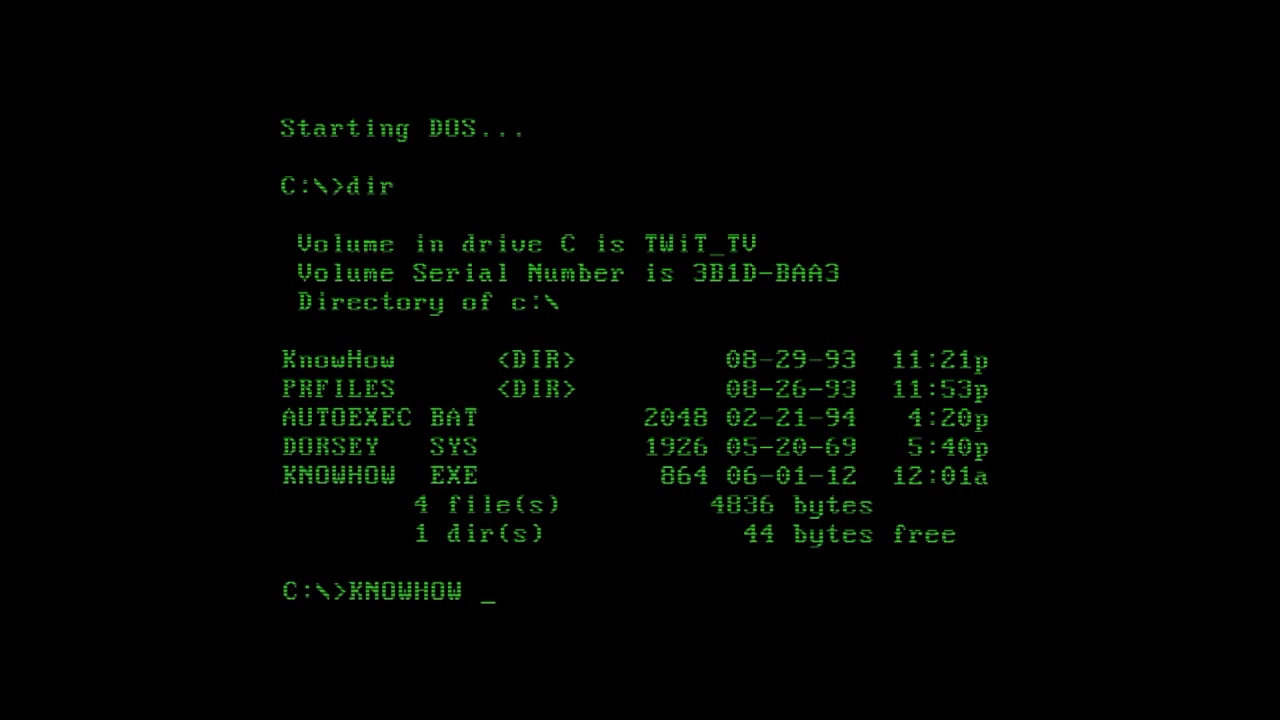 Starting DOS...
C:\>dir
Volume in drive C is TWiT_TV
Volume Serial Number is 3B1D-BAA3
Directory of c:\
KnowHow <DIR> 08-29-93 11:21p
PRFILES <DIR> 08-26-93 11:53p
AUTOEXEC BAT 2048 02-21-94 4:20p
DORSEY SYS 1926 05-20-69 5:40p
KNOWHOW EXE 864 06-01-12 12:01a
4 file(s) 4836 bytes
1 dir(s) 44 bytes free
C:\>KNOWHOW _